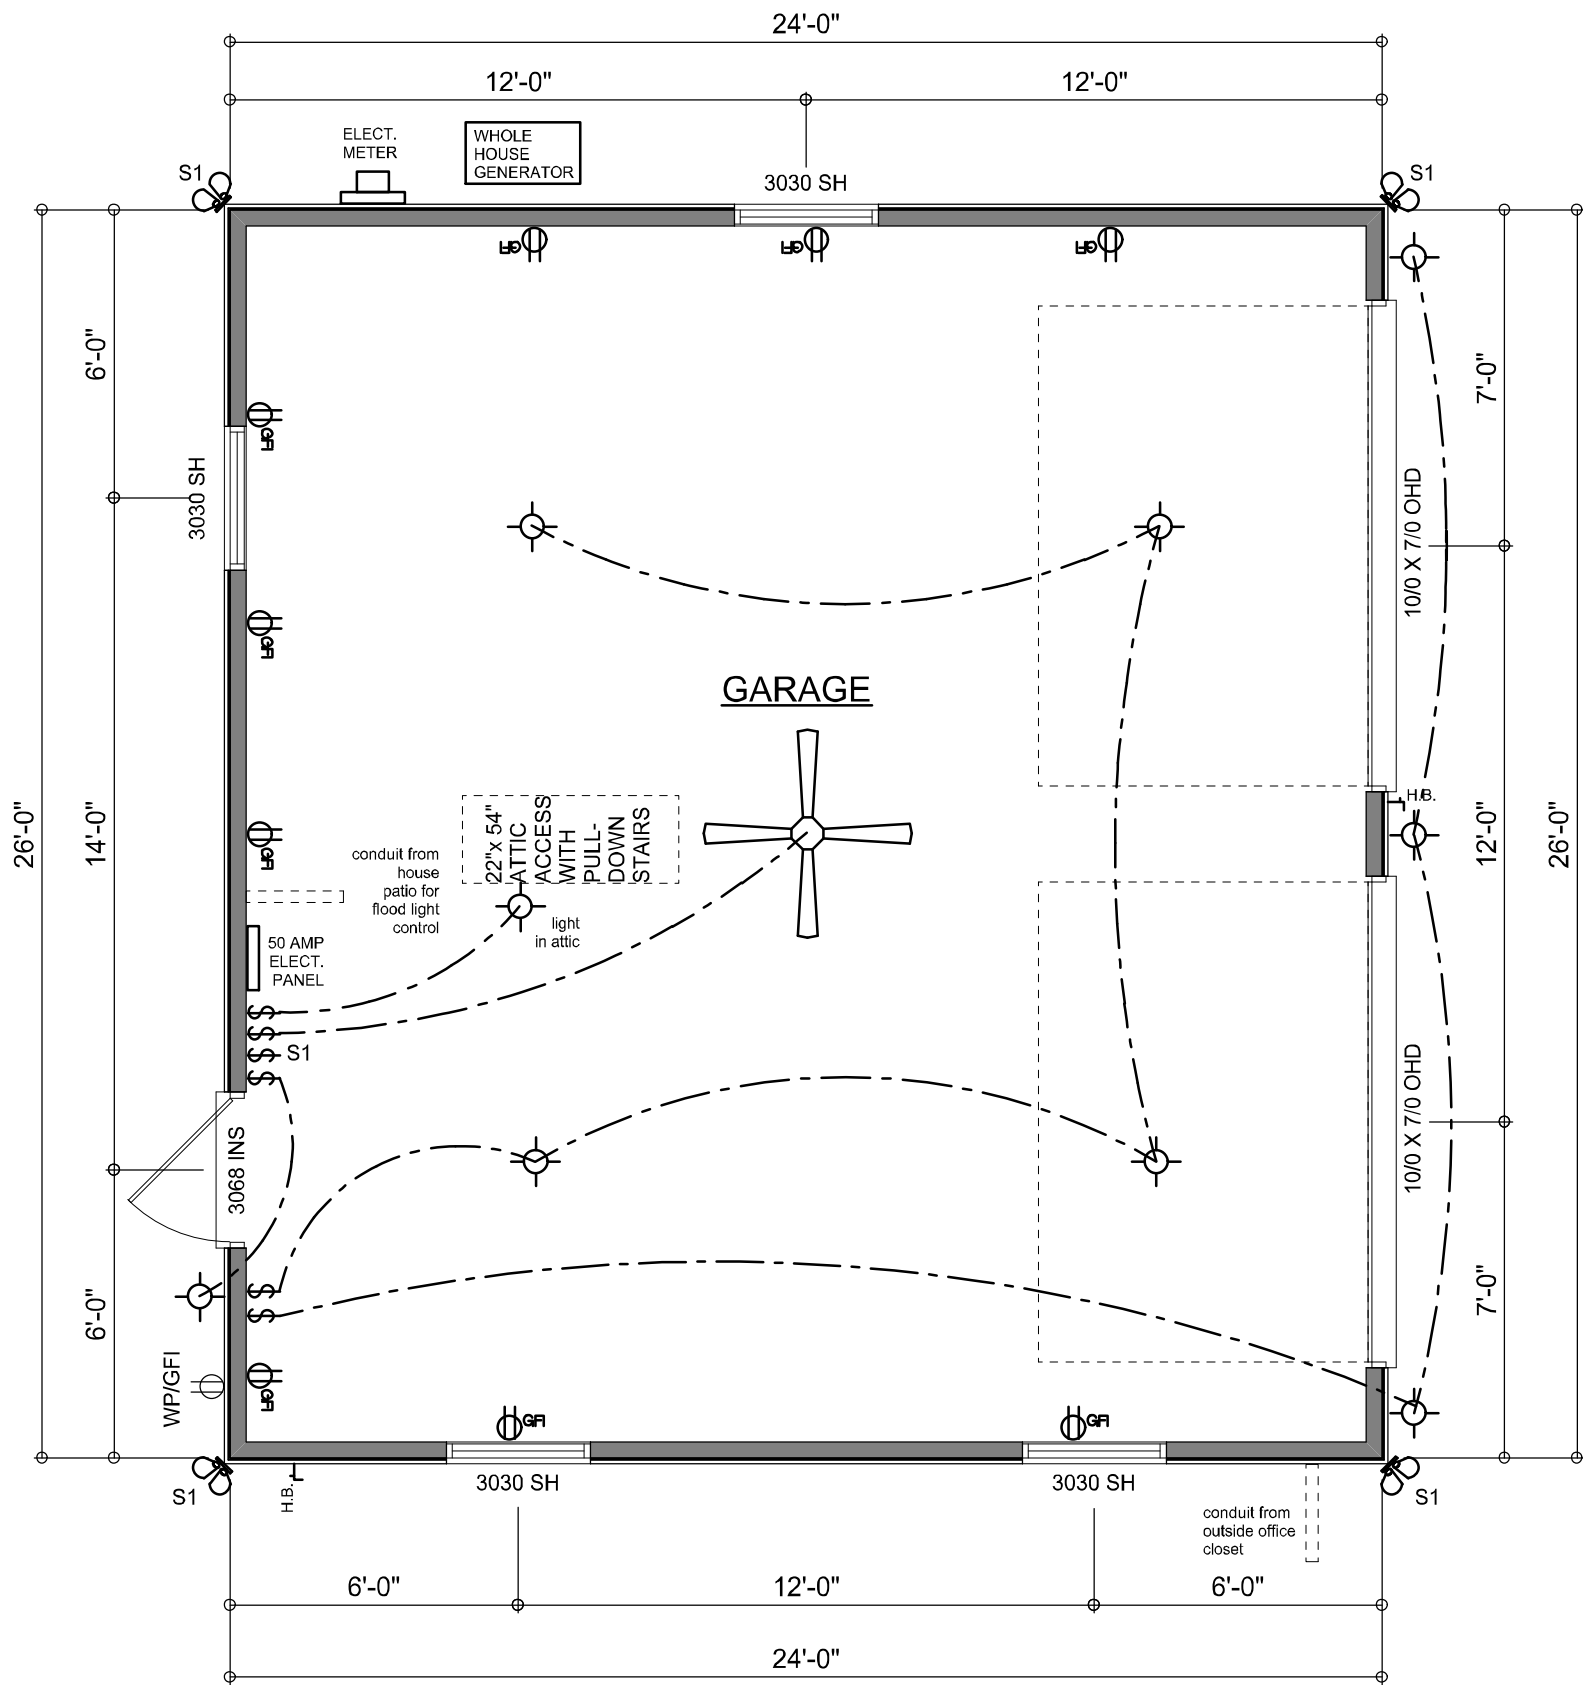 24'-0"
12'-0"
12'-0"
ELECT.
METER
WHOLE
HOUSE
GENERATOR
S1
3030 SH
S1
GFI
GFI
GFI
6'-0"
7'-0"
GFI
3030 SH
10/0 X 7/0 OHD
GFI
GARAGE
26'-0"
14'-0"
GFI
22"x 54"
ATTIC
ACCESS
WITH
PULL-
DOWN
STAIRS
H.B.
12'-0"
26'-0"
conduit from
house
patio for
flood light
control
light
in attic
50 AMP
ELECT.
PANEL
$
$
$ S1
$
3068 INS
10/0 X 7/0 OHD
6'-0"
$
$
7'-0"
WP/GFI
GFI
GFI
GFI
S1
H.B.
3030 SH
3030 SH
S1
conduit from
outside office
closet
6'-0"
12'-0"
6'-0"
24'-0"